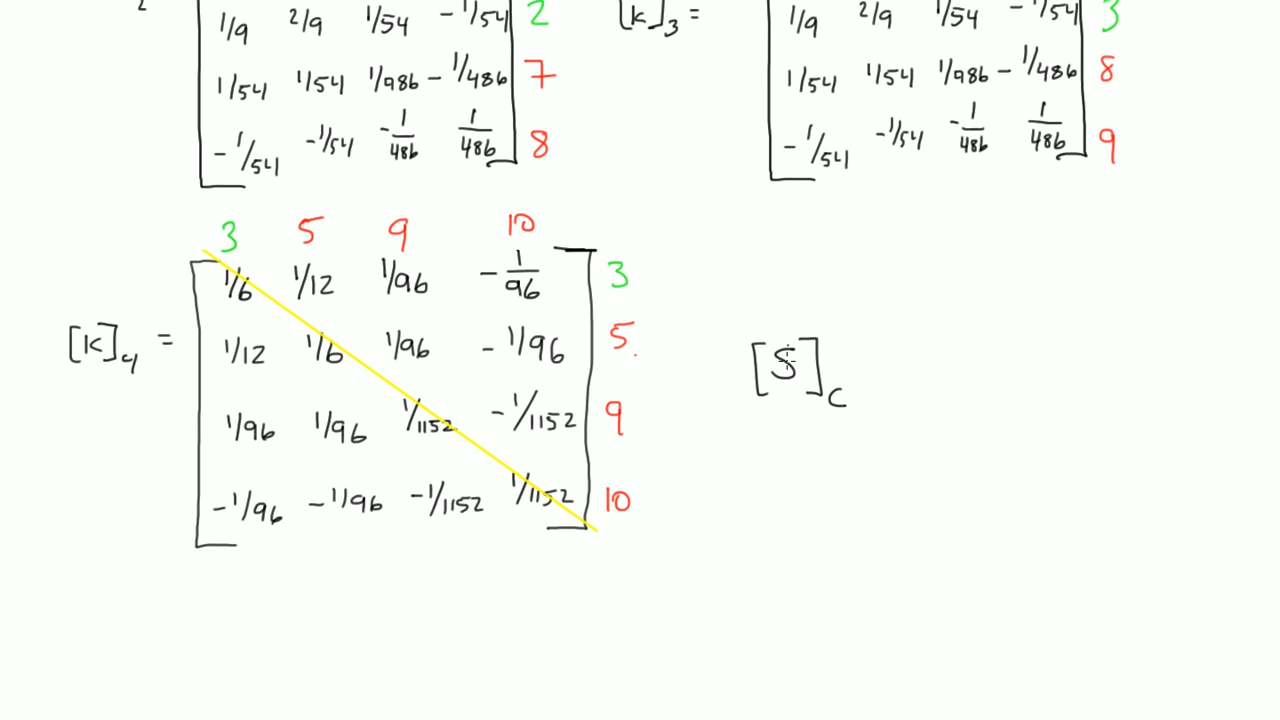 2
1/9 2/9 1/54 -1/54 2
1/54 1/54 1/986 -1/486 7
-1/54 -1/54 -1/486 1/486 8
[K]3 =
1/9 2/9 1/54 -1/54 3
1/54 1/54 1/986 -1/486 8
-1/54 -1/54 -1/486 1/486 9
3 5 9 10
[K]4 =
1/6 1/12 1/96 -1/96 3
1/12 1/6 1/96 -1/96 5
1/96 1/96 1/1152 -1/1152 9
-1/96 -1/96 -1/1152 1/1152 10
[S]C